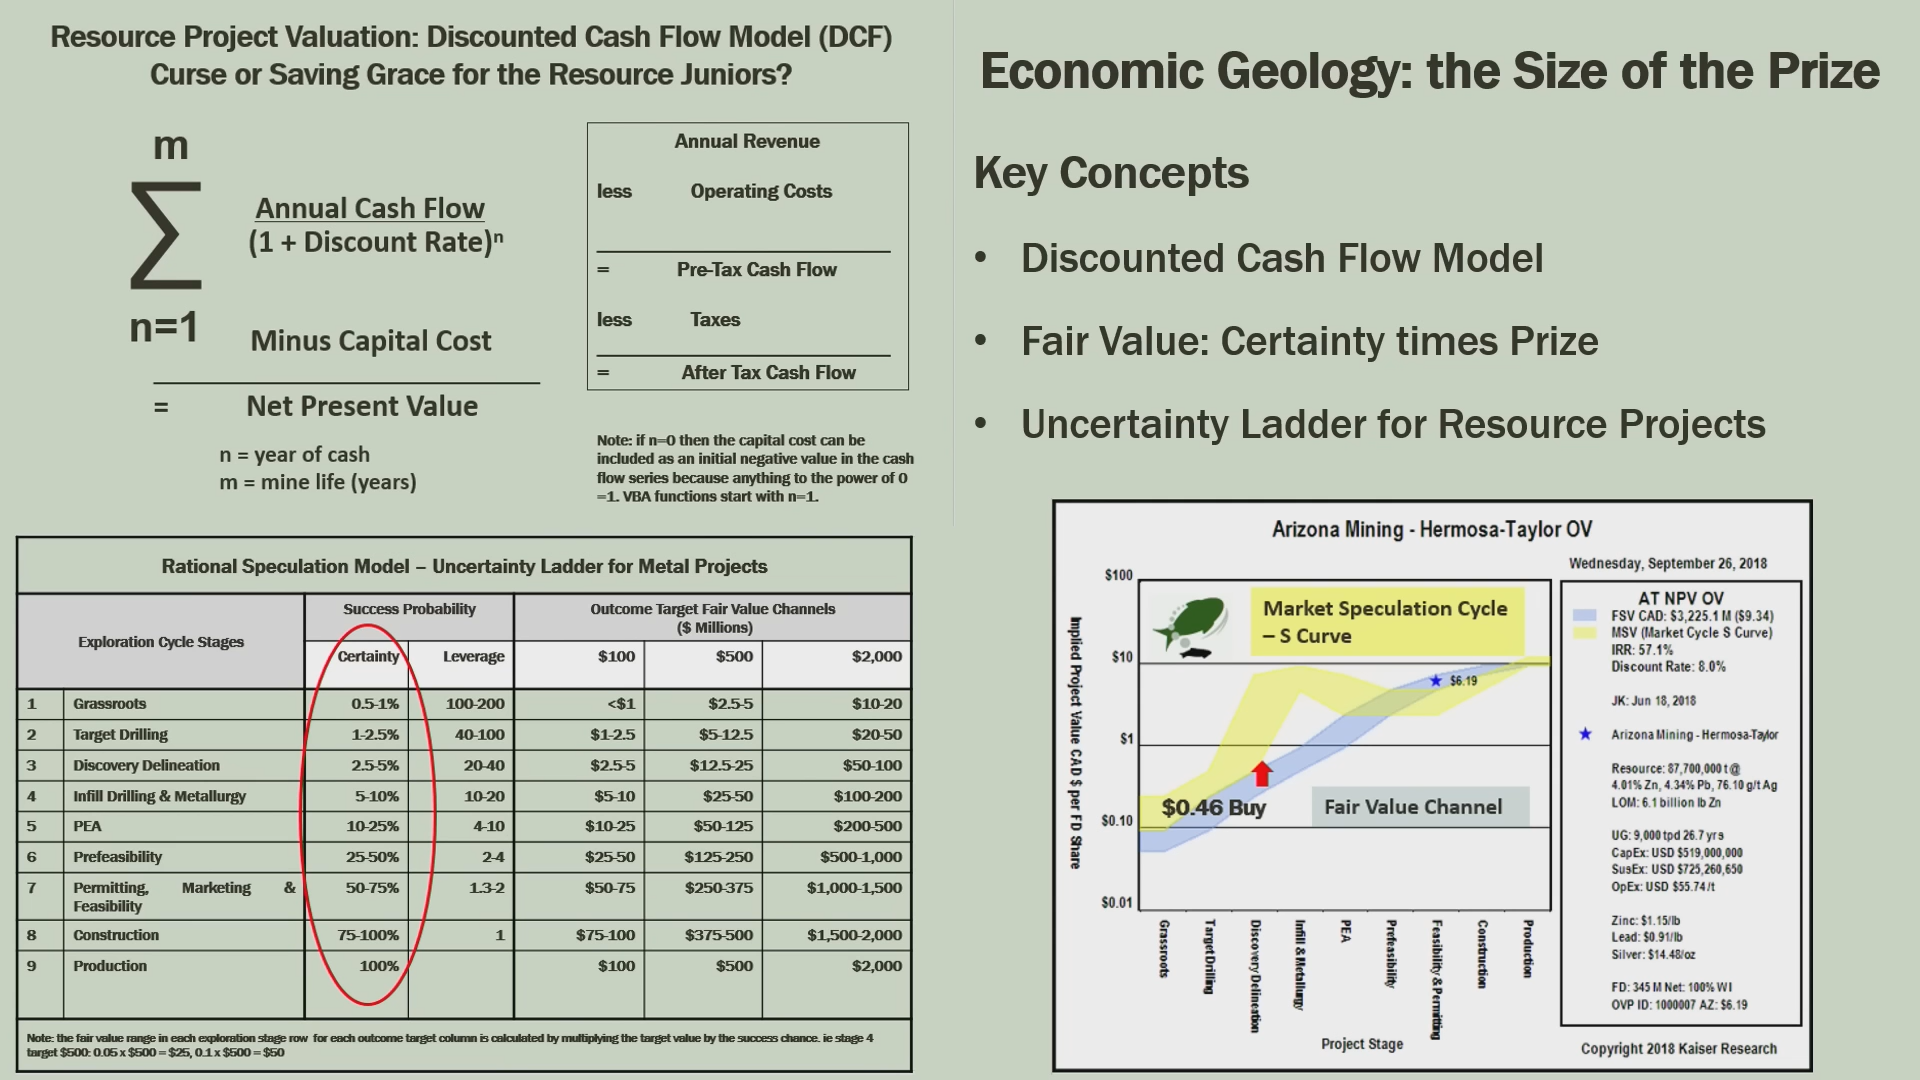 Resource Project Valuation: Discounted Cash Flow Model (DCF)
Curse or Saving Grace for the Resource Juniors?
m
∑
n=1
Annual Cash Flow
(1 + Discount Rate)ⁿ
Minus Capital Cost
= Net Present Value
n = year of cash
m = mine life (years)
Annual Revenue
less Operating Costs
= Pre-Tax Cash Flow
less Taxes
= After Tax Cash Flow
Note: if n=0 then the capital cost can be
included as an initial negative value in the cash
flow series because anything to the power of 0
=1. VBA functions start with n=1.
Rational Speculation Model – Uncertainty Ladder for Metal Projects
Exploration Cycle Stages
Success Probability
Outcome Target Fair Value Channels
($ Millions)
Certainty Leverage $100 $500 $2,000
1 Grassroots 0.5-1% 100-200 <$1 $2.5-5 $10-20
2 Target Drilling 1-2.5% 40-100 $1-2.5 $5-12.5 $20-50
3 Discovery Delineation 2.5-5% 20-40 $2.5-5 $12.5-25 $50-100
4 Infill Drilling & Metallurgy 5-10% 10-20 $5-10 $25-50 $100-200
5 PEA 10-25% 4-10 $10-25 $50-125 $200-500
6 Prefeasibility 25-50% 2-4 $25-50 $125-250 $500-1,000
7 Permitting, Marketing & 50-75% 1.3-2 $50-75 $250-375 $1,000-1,500
Feasibility
8 Construction 75-100% 1 $75-100 $375-500 $1,500-2,000
9 Production 100% $100 $500 $2,000
Note: the fair value range in each exploration stage row for each outcome target column is calculated by multiplying the target value by the success chance. ie stage 4
target $500: 0.05 x $500 = $25, 0.1 x $500 = $50
Economic Geology: the Size of the Prize
Key Concepts
• Discounted Cash Flow Model
• Fair Value: Certainty times Prize
• Uncertainty Ladder for Resource Projects
Arizona Mining - Hermosa-Taylor OV
Wednesday, September 26, 2018
Implied Project Value CAD $ per FD Share
$100
$10
$1
$0.10
$0.01
Market Speculation Cycle
– S Curve
$6.19
$0.46 Buy
Fair Value Channel
Grassroots
Target Drilling
Discovery Delineation
Infill & Metallurgy
PEA
Prefeasibility
Feasibility & Permitting
Construction
Production
Project Stage
AT NPV OV
FSV CAD: $3,225.1 M ($9.34)
MSV (Market Cycle S Curve)
IRR: 57.1%
Discount Rate: 8.0%
JK: Jun 18, 2018
Arizona Mining - Hermosa-Taylor
Resource: 87,700,000 t @
4.01% Zn, 4.34% Pb, 76.10 g/t Ag
LOM: 6.1 billion lb Zn
UG: 9,000 tpd 26.7 yrs
CapEx: USD $519,000,000
SusEx: USD $725,260,650
OpEx: USD $55.74/t
Zinc: $1.15/lb
Lead: $0.91/lb
Silver: $14.48/oz
FD: 345 M Net: 100% WI
OVP ID: 1000007 AZ: $6.19
Copyright 2018 Kaiser Research